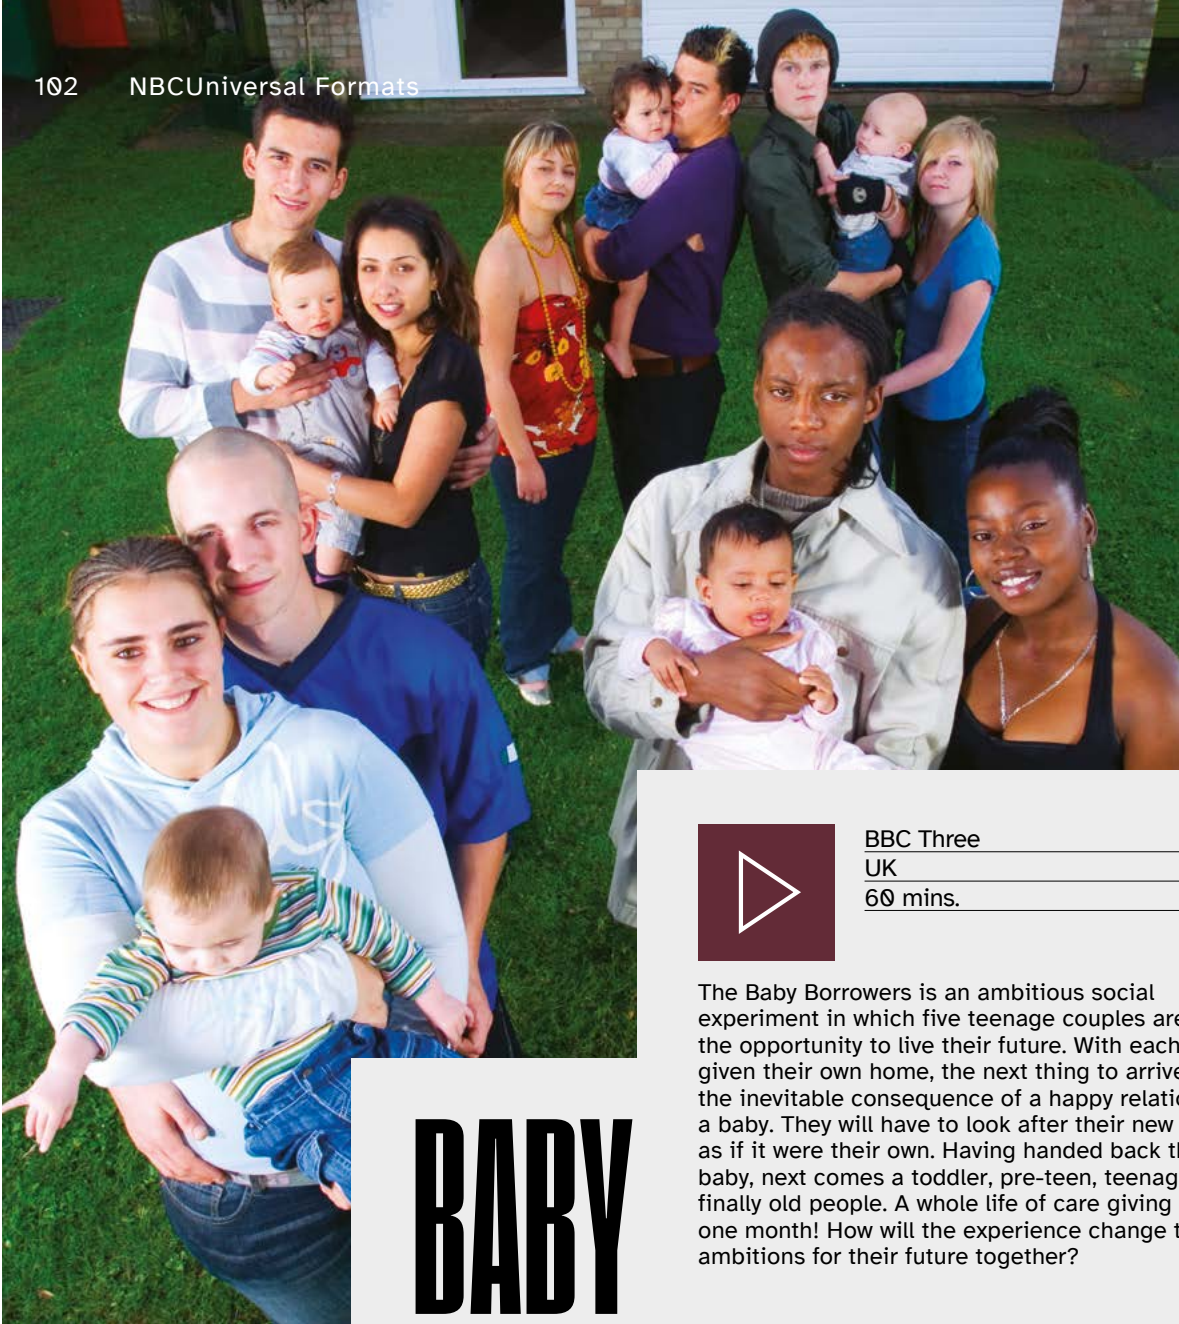 102 NBCUniversal Formats
BBC Three
UK
60 mins.
The Baby Borrowers is an ambitious social
experiment in which five teenage couples are
the opportunity to live their future. With each
given their own home, the next thing to arrive
the inevitable consequence of a happy relatio
a baby. They will have to look after their new
as if it were their own. Having handed back th
baby, next comes a toddler, pre-teen, teenag
finally old people. A whole life of care giving
one month! How will the experience change t
ambitions for their future together?
BABY